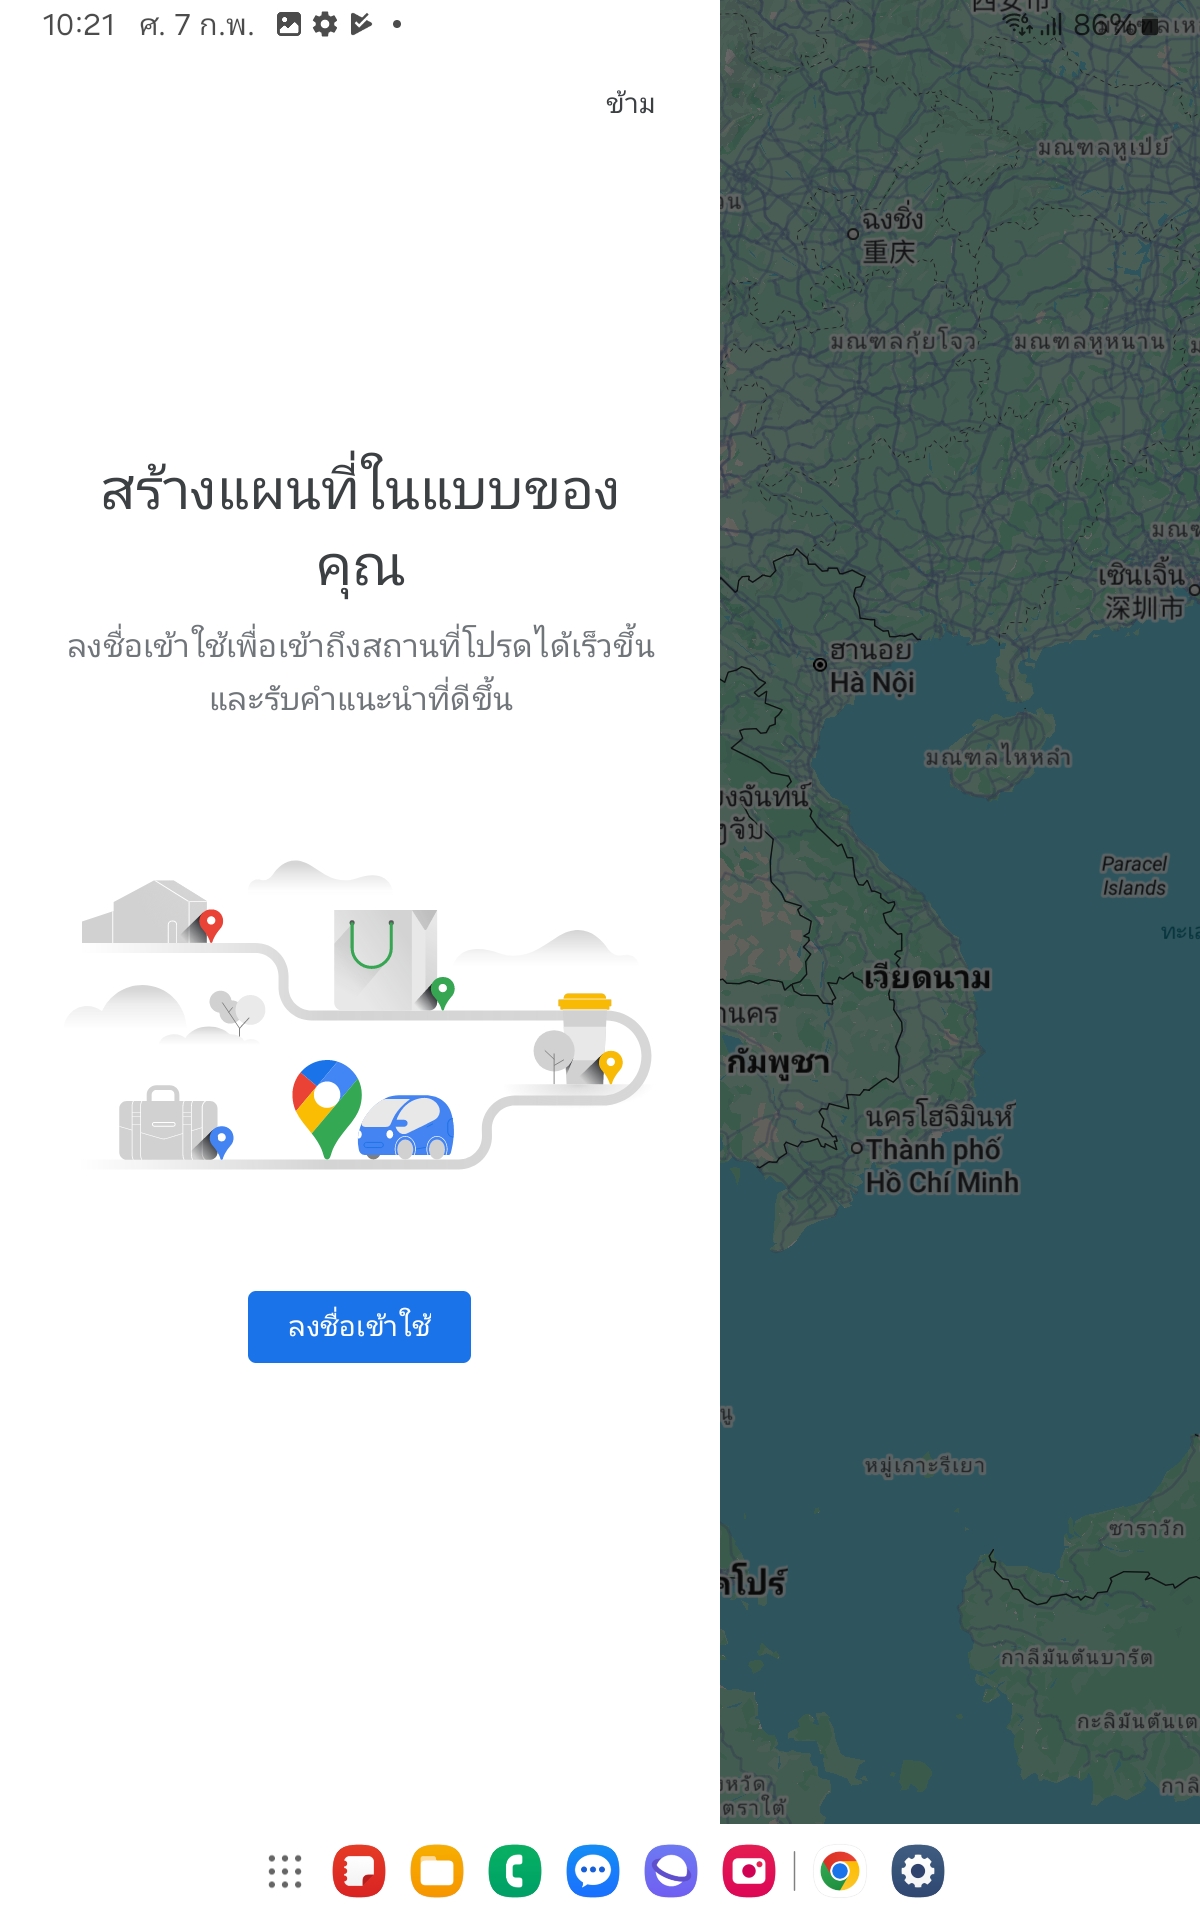 10:21 ศ. 7 ก.พ.
86%
ข้าม
สร้างแผนที่ในแบบของ
คุณ
ลงชื่อเข้าใช้เพื่อเข้าถึงสถานที่โปรดได้เร็วขึ้น
และรับคำแนะนำที่ดีขึ้น
ลงชื่อเข้าใช้
มณฑลหูเป่ย์
ฉงชิ่ง
重庆
มณฑลกุ้ยโจว
มณฑลหูหนาน
เซินเจิ้น
深圳市
ฮานอย
Hà Nội
มณฑลไหหลำ
Paracel
Islands
เวียดนาม
กัมพูชา
นครโฮจิมินห์
Thành phố
Hồ Chí Minh
หมู่เกาะรีเยา
ซาราวัก
กาลีมันตันบารัต